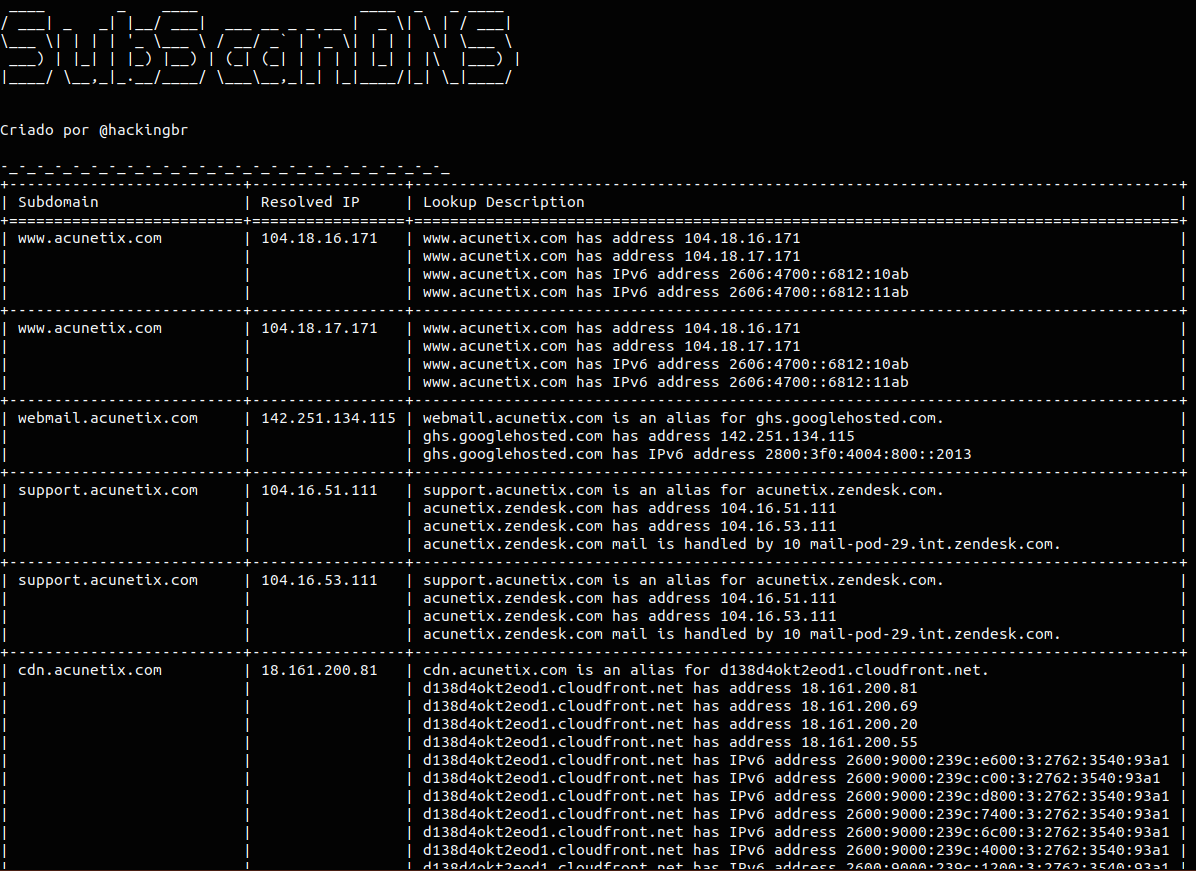 SubScanDNS
Criado por @hackingbr
-_-_-_-_-_-_-_-_-_-_-_-_-_-_-_-_-_-_-_-_-_-_-_-_-_
Subdomain | Resolved IP | Lookup Description
www.acunetix.com | 104.18.16.171 | www.acunetix.com has address 104.18.16.171
www.acunetix.com has address 104.18.17.171
www.acunetix.com has IPv6 address 2606:4700::6812:10ab
www.acunetix.com has IPv6 address 2606:4700::6812:11ab
www.acunetix.com | 104.18.17.171 | www.acunetix.com has address 104.18.16.171
www.acunetix.com has address 104.18.17.171
www.acunetix.com has IPv6 address 2606:4700::6812:10ab
www.acunetix.com has IPv6 address 2606:4700::6812:11ab
webmail.acunetix.com | 142.251.134.115 | webmail.acunetix.com is an alias for ghs.googlehosted.com.
ghs.googlehosted.com has address 142.251.134.115
ghs.googlehosted.com has IPv6 address 2800:3f0:4004:800::2013
support.acunetix.com | 104.16.51.111 | support.acunetix.com is an alias for acunetix.zendesk.com.
acunetix.zendesk.com has address 104.16.51.111
acunetix.zendesk.com has address 104.16.53.111
acunetix.zendesk.com mail is handled by 10 mail-pod-29.int.zendesk.com.
support.acunetix.com | 104.16.53.111 | support.acunetix.com is an alias for acunetix.zendesk.com.
acunetix.zendesk.com has address 104.16.51.111
acunetix.zendesk.com has address 104.16.53.111
acunetix.zendesk.com mail is handled by 10 mail-pod-29.int.zendesk.com.
cdn.acunetix.com | 18.161.200.81 | cdn.acunetix.com is an alias for d138d4okt2eod1.cloudfront.net.
d138d4okt2eod1.cloudfront.net has address 18.161.200.81
d138d4okt2eod1.cloudfront.net has address 18.161.200.69
d138d4okt2eod1.cloudfront.net has address 18.161.200.20
d138d4okt2eod1.cloudfront.net has address 18.161.200.55
d138d4okt2eod1.cloudfront.net has IPv6 address 2600:9000:239c:e600:3:2762:3540:93a1
d138d4okt2eod1.cloudfront.net has IPv6 address 2600:9000:239c:c00:3:2762:3540:93a1
d138d4okt2eod1.cloudfront.net has IPv6 address 2600:9000:239c:d800:3:2762:3540:93a1
d138d4okt2eod1.cloudfront.net has IPv6 address 2600:9000:239c:7400:3:2762:3540:93a1
d138d4okt2eod1.cloudfront.net has IPv6 address 2600:9000:239c:6c00:3:2762:3540:93a1
d138d4okt2eod1.cloudfront.net has IPv6 address 2600:9000:239c:4000:3:2762:3540:93a1
d138d4okt2eod1.cloudfront.net has IPv6 address 2600:9000:239c:1200:3:2762:3540:93a1